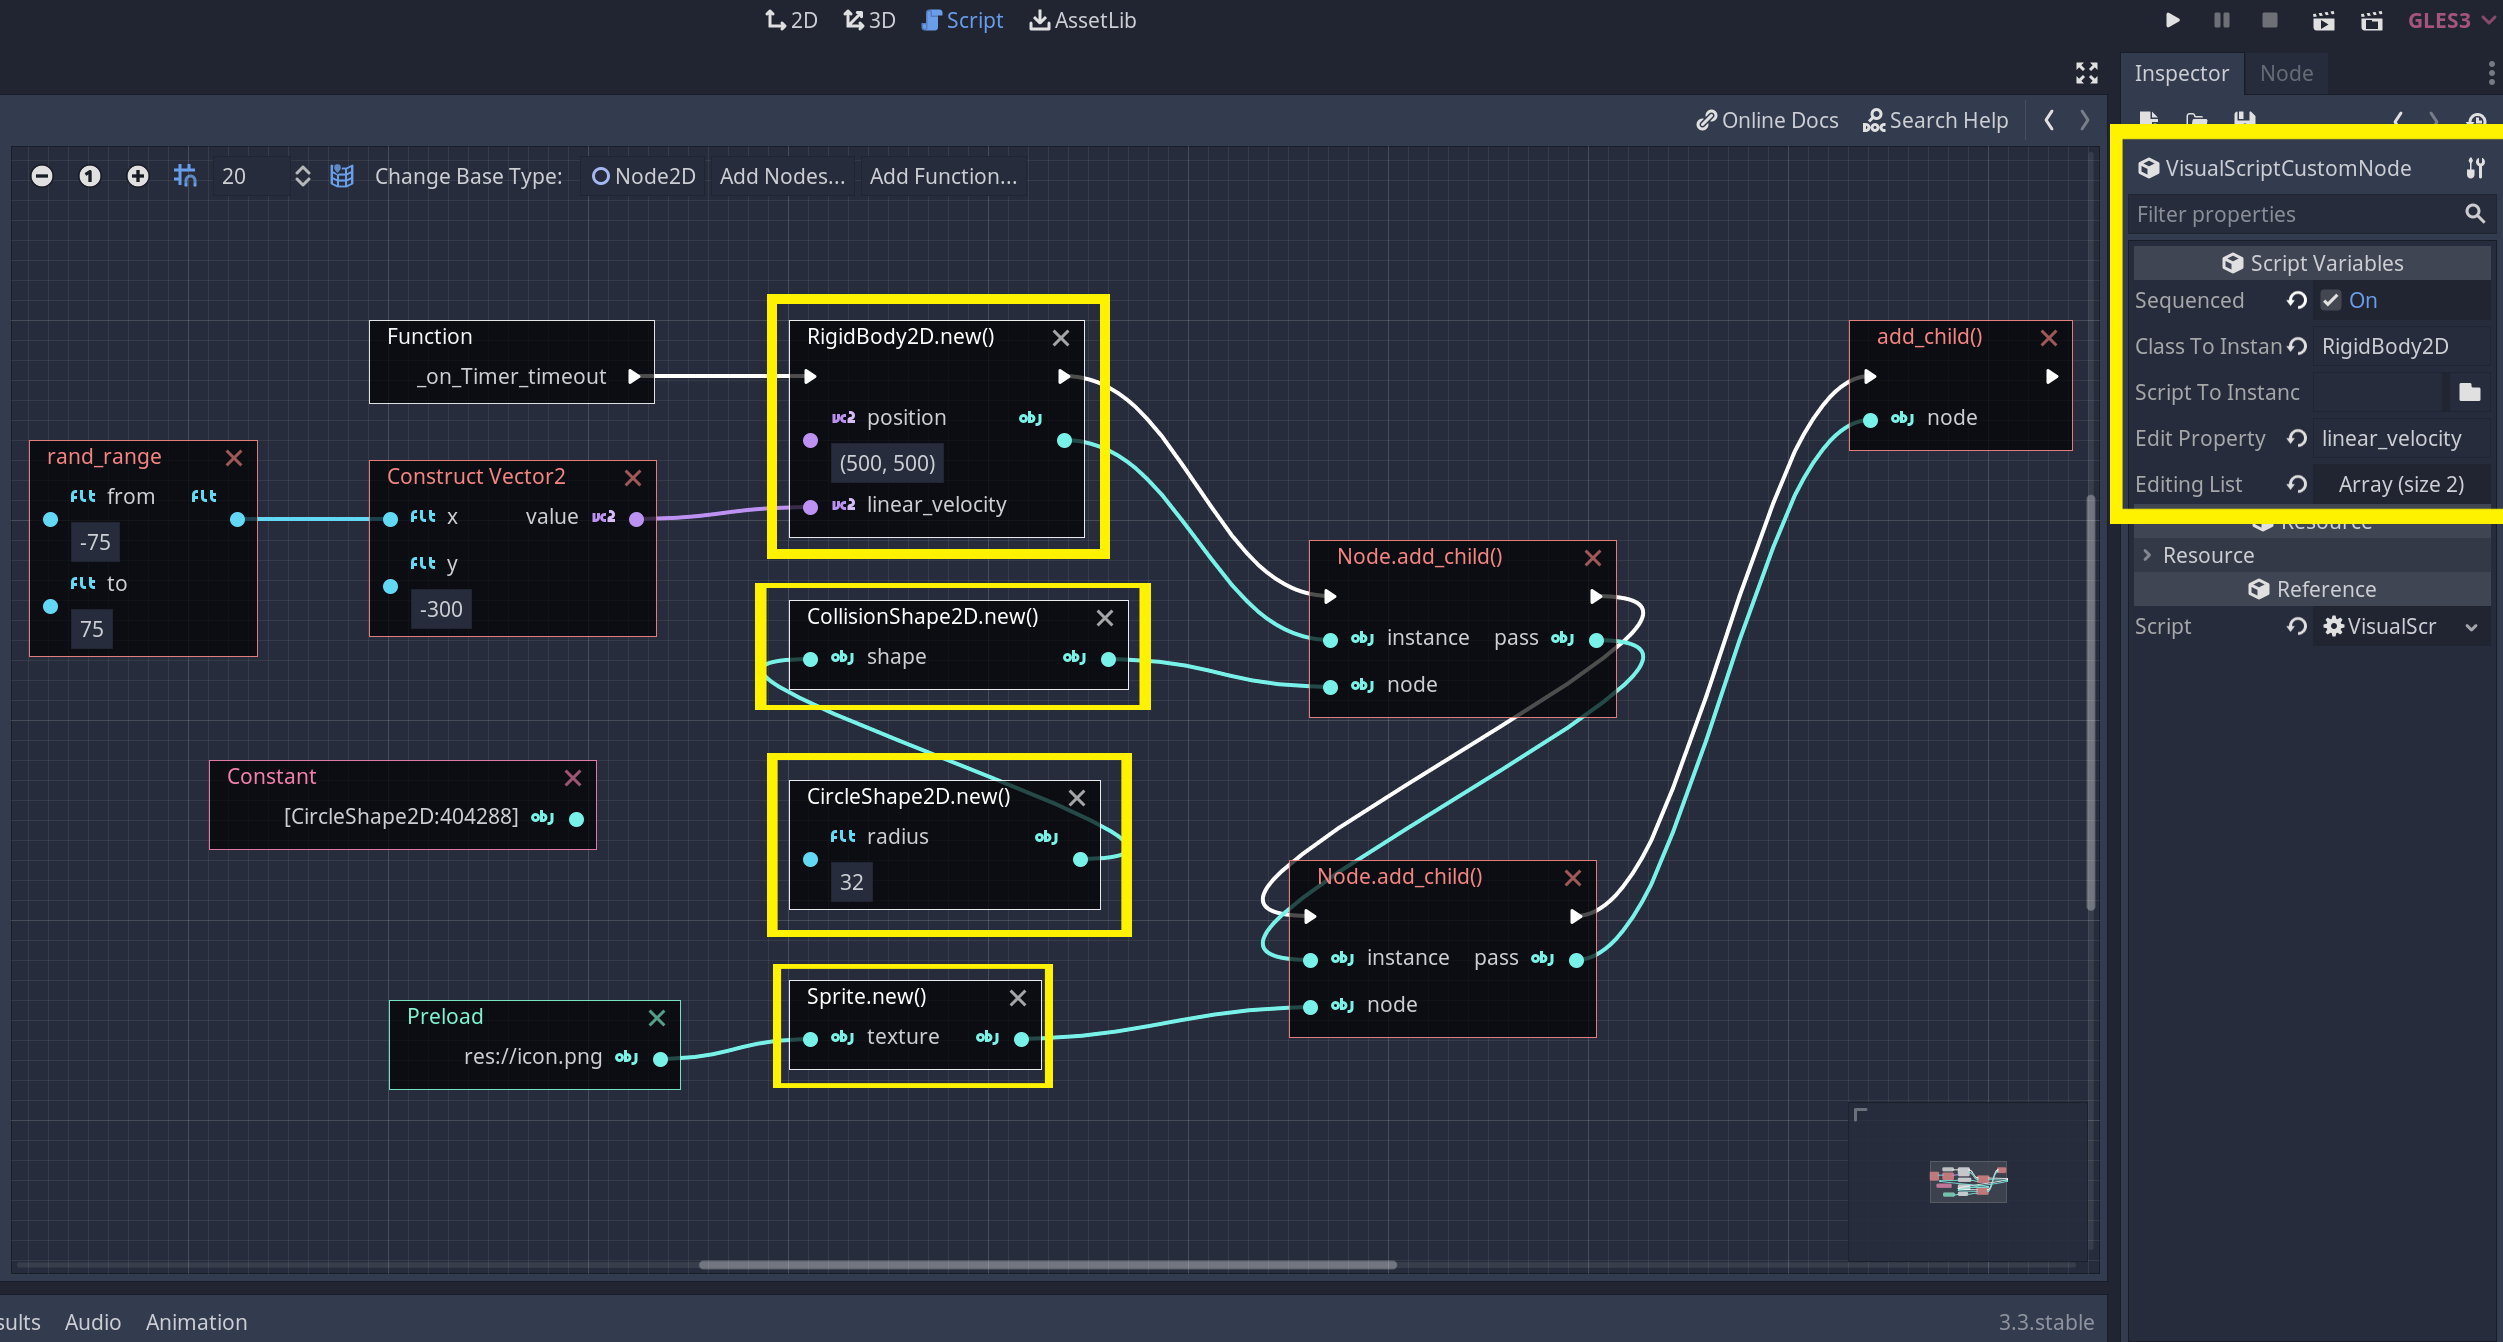 2D 3D Script AssetLib GLES3
Inspector Node
Online Docs DOC Search Help
1 20 Change Base Type: Node2D Add Nodes... Add Function...
VisualScriptCustomNode
Filter properties
Script Variables
Sequenced On
Class To Instan RigidBody2D
Script To Instanc
Edit Property linear_velocity
Editing List Array (size 2)
Resource
Resource
Reference
Script VisualScr
Function
_on_Timer_timeout
rand_range
flt from flt
-75
flt to
75
Construct Vector2
flt x value vc2
flt y
-300
RigidBody2D.new()
vc2 position obj
(500, 500)
vc2 linear_velocity
CollisionShape2D.new()
obj shape obj
Constant
[CircleShape2D:404288] obj
CircleShape2D.new()
flt radius obj
32
Preload
res://icon.png obj
Sprite.new()
obj texture obj
Node.add_child()
obj instance pass obj
obj node
Node.add_child()
obj instance pass obj
obj node
add_child()
obj node
sults Audio Animation 3.3.stable